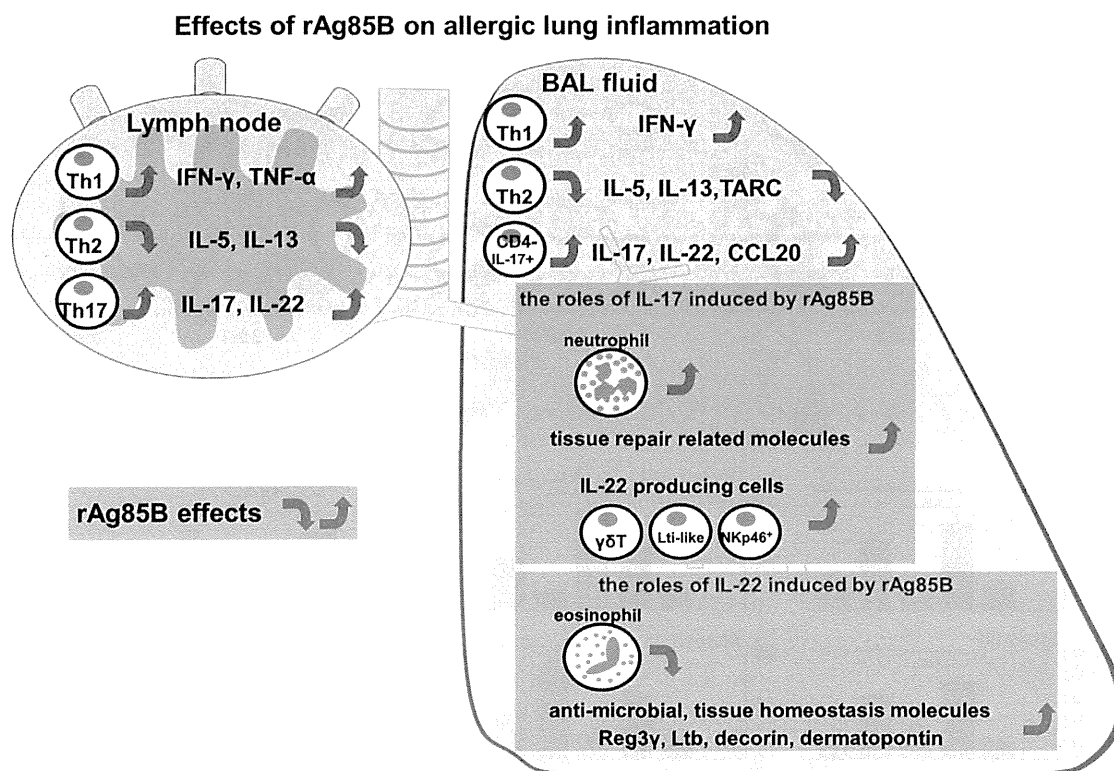 Effects of rAg85B on allergic lung inflammation
Lymph node
Th1
IFN-γ, TNF-α
Th2
IL-5, IL-13
Th17
IL-17, IL-22
rAg85B effects
BAL fluid
Th1
IFN-γ
Th2
IL-5, IL-13,TARC
CD4-
IL-17+
IL-17, IL-22, CCL20
the roles of IL-17 induced by rAg85B
neutrophil
tissue repair related molecules
IL-22 producing cells
γδT
Lti-like
NKp46⁺
the roles of IL-22 induced by rAg85B
eosinophil
anti-microbial, tissue homeostasis molecules
Reg3γ, Ltb, decorin, dermatopontin